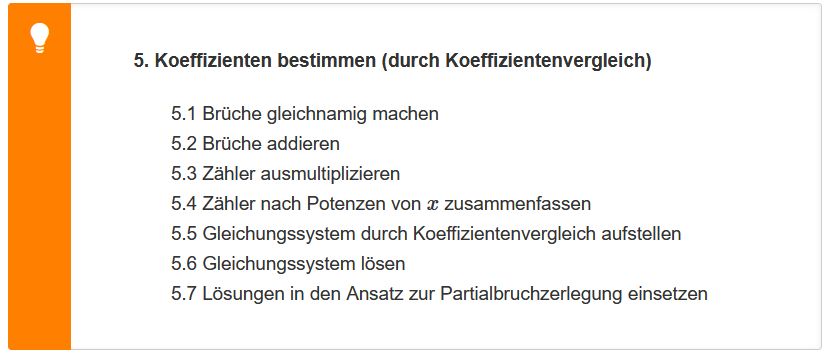 5. Koeffizienten bestimmen (durch Koeffizientenvergleich)
5.1 Brüche gleichnamig machen
5.2 Brüche addieren
5.3 Zähler ausmultiplizieren
5.4 Zähler nach Potenzen von x zusammenfassen
5.5 Gleichungssystem durch Koeffizientenvergleich aufstellen
5.6 Gleichungssystem lösen
5.7 Lösungen in den Ansatz zur Partialbruchzerlegung einsetzen